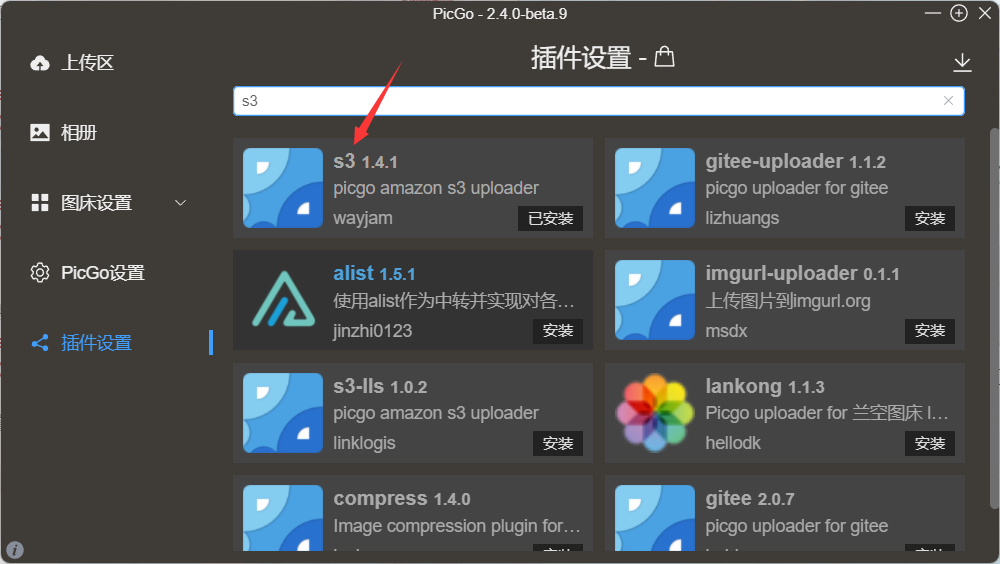 PicGo - 2.4.0-beta.9
上传区
相册
图床设置
PicGo设置
插件设置
插件设置 -
s3
s3 1.4.1
picgo amazon s3 uploader
wayjam
已安装
gitee-uploader 1.1.2
picgo uploader for gitee
lizhuangs
安装
alist 1.5.1
使用alist作为中转并实现对各…
jinzhi0123
安装
imgurl-uploader 0.1.1
上传图片到imgurl.org
msdx
安装
s3-lls 1.0.2
picgo amazon s3 uploader
linklogis
安装
lankong 1.1.3
Picgo uploader for 兰空图床 l…
hellodk
安装
compress 1.4.0
Image compression plugin for…
gitee 2.0.7
picgo uploader for gitee